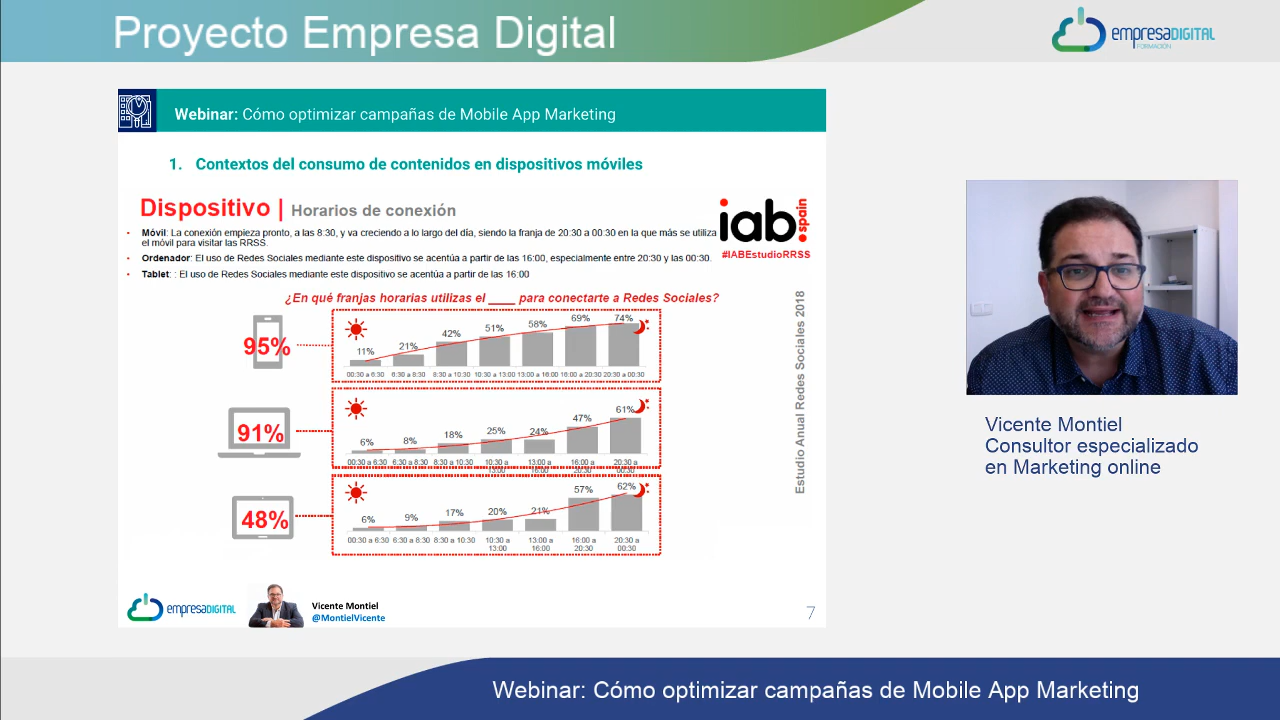 Proyecto Empresa Digital
empresaDIGITAL
FORMACIÓN
Webinar: Cómo optimizar campañas de Mobile App Marketing
1. Contextos del consumo de contenidos en dispositivos móviles
Dispositivo | Horarios de conexión
iab.spain
#IABEstudioRRSS
• Móvil: La conexión empieza pronto, a las 8:30, y va creciendo a lo largo del día, siendo la franja de 20:30 a 00:30 en la que más se utiliza
el móvil para visitar las RRSS.
• Ordenador: El uso de Redes Sociales mediante este dispositivo se acentúa a partir de las 16:00, especialmente entre 20:30 y las 00:30.
• Tablet: : El uso de Redes Sociales mediante este dispositivo se acentúa a partir de las 16:00
¿En qué franjas horarias utilizas el ____ para conectarte a Redes Sociales?
95%
11% 21% 42% 51% 58% 69% 74%
00:30 a 6:30 6:30 a 8:30 8:30 a 10:30 10:30 a 13:00 13:00 a 16:00 16:00 a 20:30 20:30 a 00:30
91%
6% 8% 18% 25% 24% 47% 61%
00:30 a 6:30 6:30 a 8:30 8:30 a 10:30 10:30 a 13:00 16:00 a 20:30 a
13:00 16:00 20:30 00:30
48%
6% 9% 17% 20% 21% 57% 62%
00:30 a 6:30 6:30 a 8:30 8:30 a 10:30 10:30 a 13:00 a 16:00 a 20:30 a
13:00 16:00 20:30 00:30
Estudio Anual Redes Sociales 2018
empresaDIGITAL
Vicente Montiel
@MontielVicente
7
Vicente Montiel
Consultor especializado
en Marketing online
Webinar: Cómo optimizar campañas de Mobile App Marketing